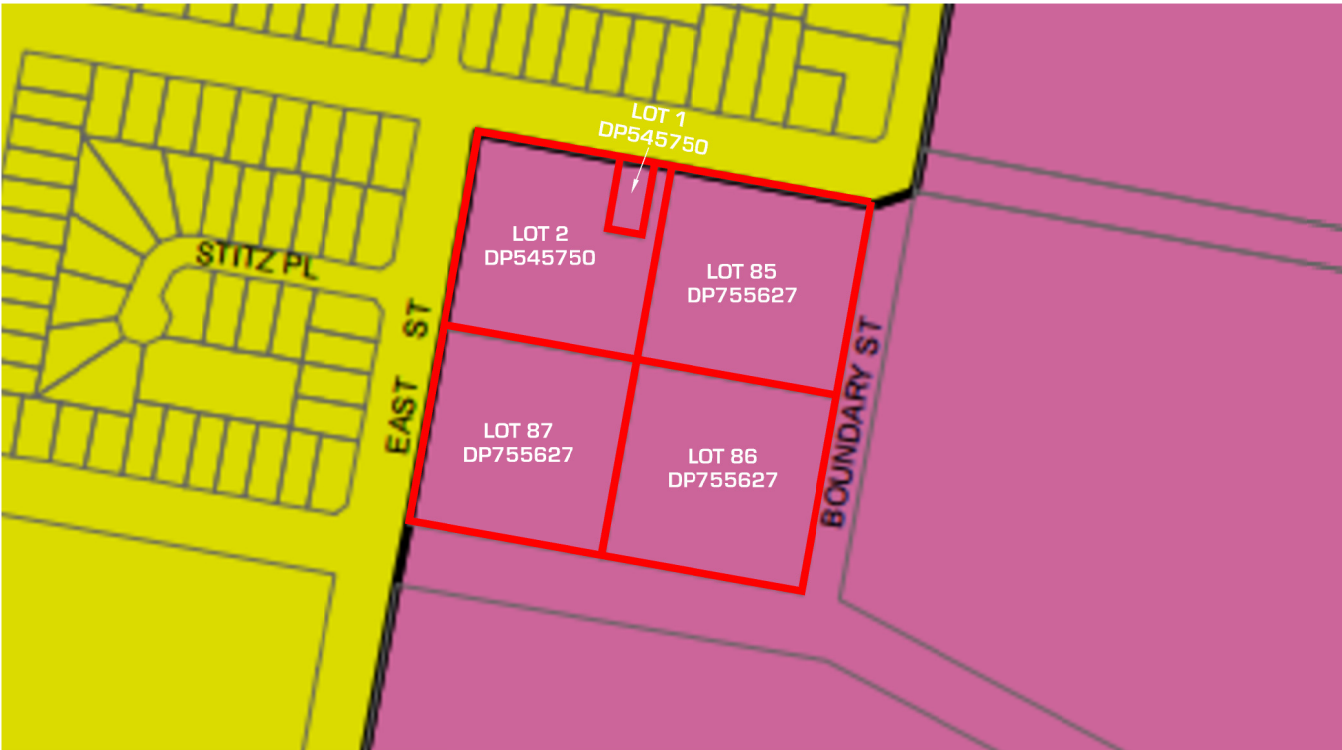 LOT 1
DP545750
LOT 2
DP545750
LOT 85
DP755627
STITZ PL
EAST ST
BOUNDARY ST
LOT 87
DP755627
LOT 86
DP755627